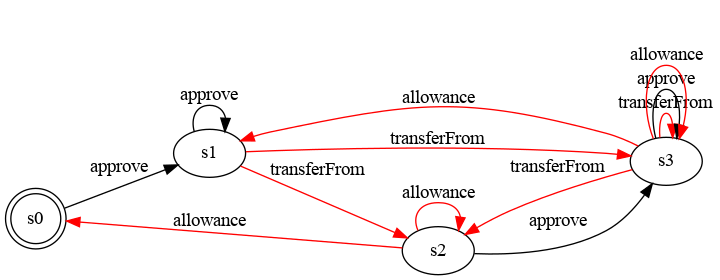 allowance
approve
transferFrom
approve
allowance
transferFrom
s1
s3
approve
transferFrom
transferFrom
allowance
s0
allowance
approve
s2